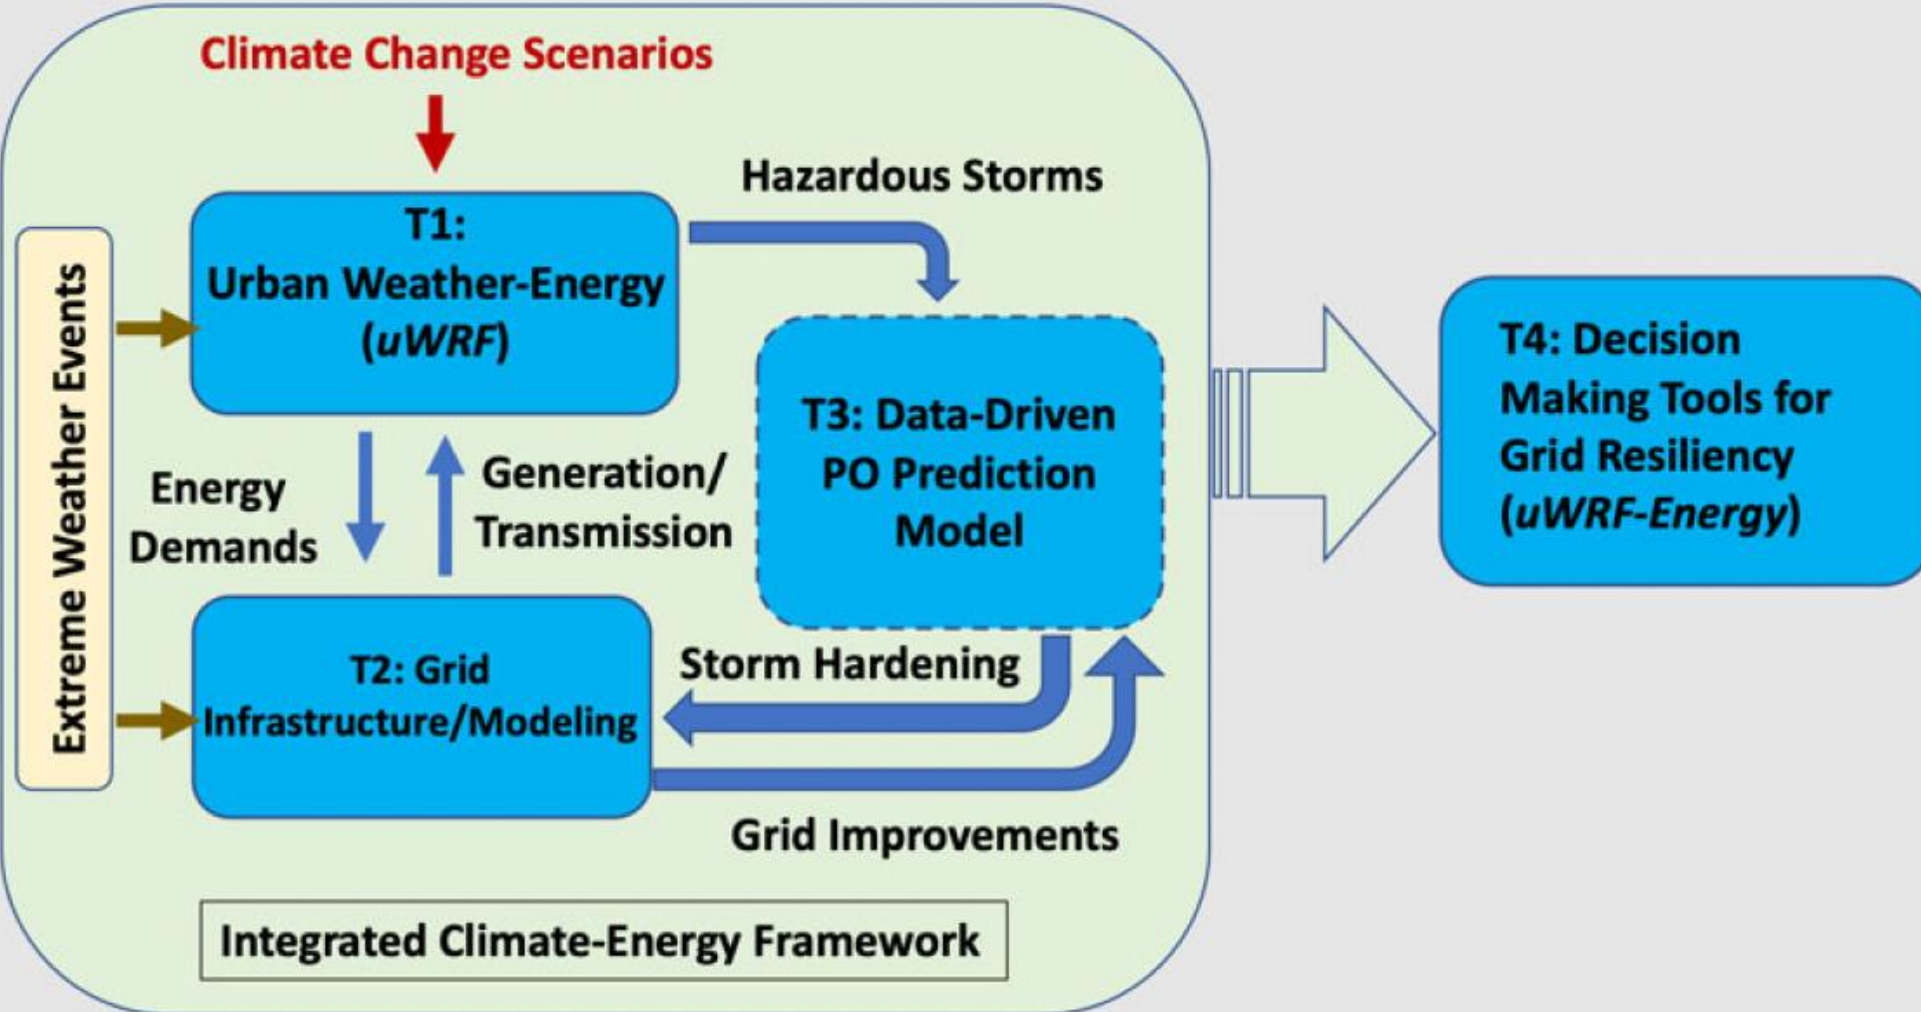 Climate Change Scenarios
Hazardous Storms
T1:
Urban Weather-Energy
(uWRF)
Extreme Weather Events
T3: Data-Driven
PO Prediction
Model
T4: Decision
Making Tools for
Grid Resiliency
(uWRF-Energy)
Energy
Demands
Generation/
Transmission
T2: Grid
Infrastructure/Modeling
Storm Hardening
Grid Improvements
Integrated Climate-Energy Framework